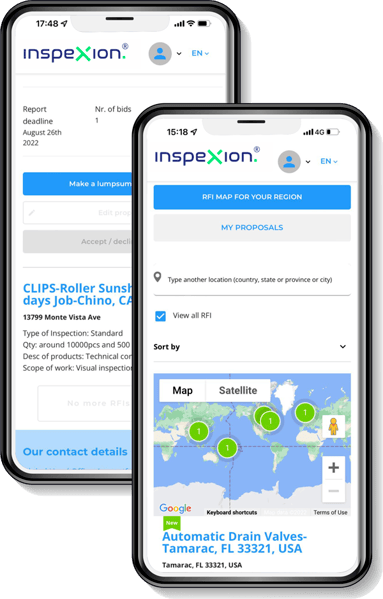 17:48
inspeXion.®
EN
Report
deadline
August 26th
2022
Nr. of bids
1
Make a lumpsum
Accept / decli
CLIPS-Roller Sunsh
days Job-Chino, CA
13799 Monte Vista Ave
Type of Inspection: Standard
Qty: around 10000pcs and 500
Desc of products: Technical con
Scope of work: Visual inspection
No more RFIs
Our contact details
15:18
4G
inspeXion.®
EN
RFI MAP FOR YOUR REGION
MY PROPOSALS
Type another location (country, state or province or city)
View all RFI
Sort by
Map Satellite
1
1
1
1
Google Keyboard shortcuts Terms of Use
New
Automatic Drain Valves-
Tamarac, FL 33321, USA
Tamarac, FL 33321, USA